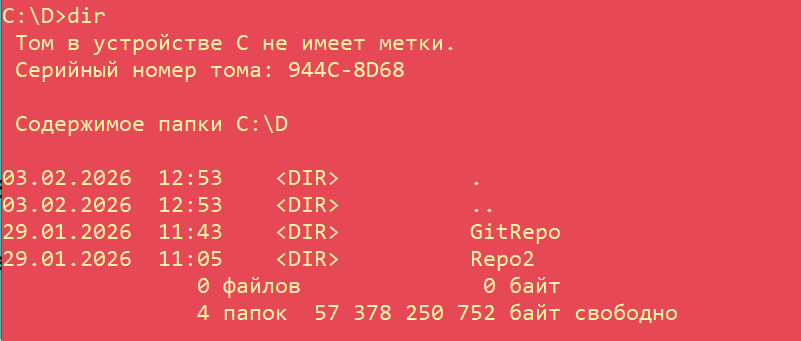 C:\D>dir
Том в устройстве C не имеет метки.
Серийный номер тома: 944C-8D68
Содержимое папки C:\D
03.02.2026  12:53    <DIR>          .
03.02.2026  12:53    <DIR>          ..
29.01.2026  11:43    <DIR>          GitRepo
29.01.2026  11:05    <DIR>          Repo2
0 файлов              0 байт
4 папок  57 378 250 752 байт свободно